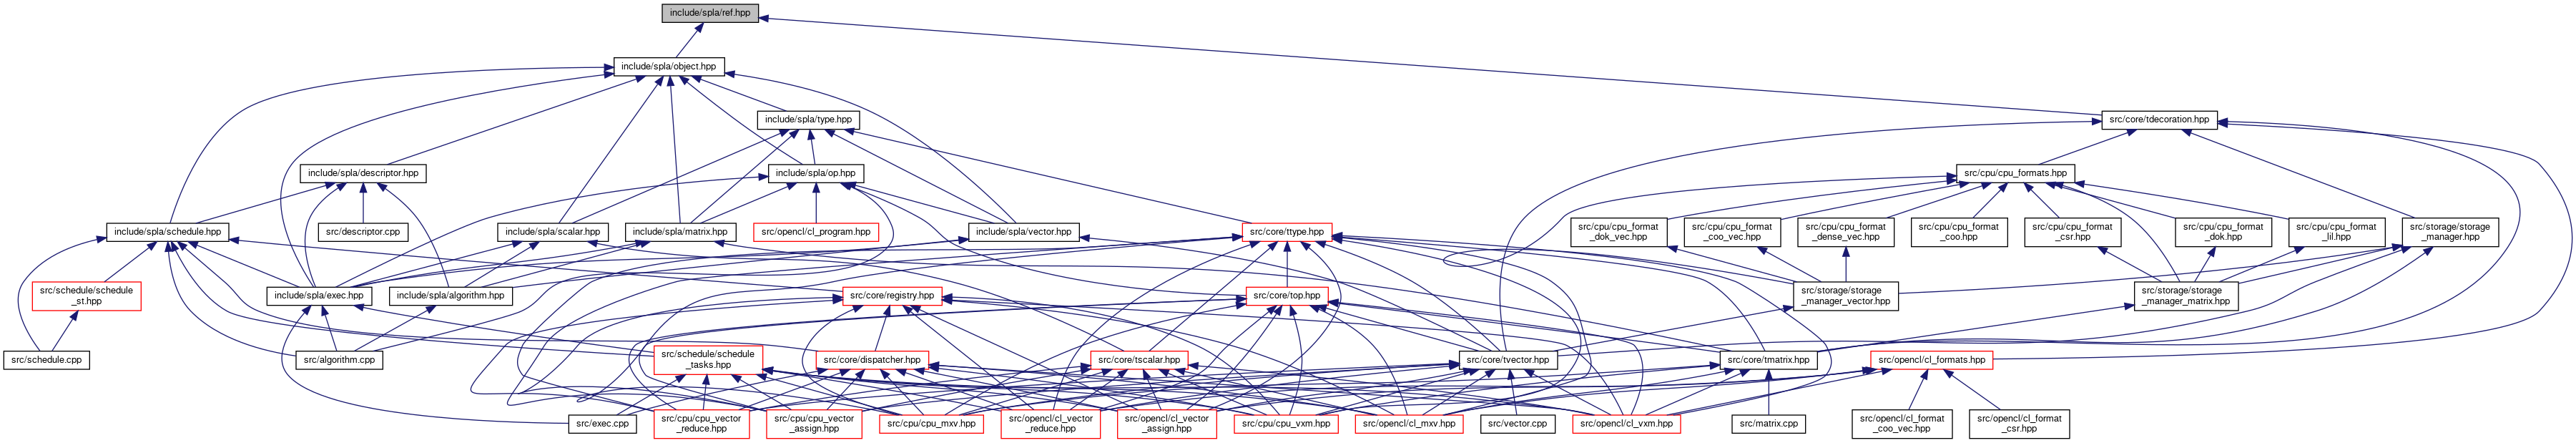 include/spla/ref.hpp
include/spla/object.hpp
include/spla/type.hpp
src/core/tdecoration.hpp
include/spla/descriptor.hpp
include/spla/op.hpp
src/cpu/cpu_formats.hpp
include/spla/schedule.hpp
src/descriptor.cpp
include/spla/scalar.hpp
include/spla/matrix.hpp
src/opencl/cl_program.hpp
include/spla/vector.hpp
src/core/ttype.hpp
src/cpu/cpu_format
_dok_vec.hpp
src/cpu/cpu_format
_coo_vec.hpp
src/cpu/cpu_format
_dense_vec.hpp
src/cpu/cpu_format
_coo.hpp
src/cpu/cpu_format
_csr.hpp
src/cpu/cpu_format
_dok.hpp
src/cpu/cpu_format
_lil.hpp
src/storage/storage
_manager.hpp
src/schedule/schedule
_st.hpp
include/spla/exec.hpp
include/spla/algorithm.hpp
src/core/registry.hpp
src/core/top.hpp
src/storage/storage
_manager_vector.hpp
src/storage/storage
_manager_matrix.hpp
src/schedule.cpp
src/algorithm.cpp
src/schedule/schedule
_tasks.hpp
src/core/dispatcher.hpp
src/core/tscalar.hpp
src/core/tvector.hpp
src/core/tmatrix.hpp
src/opencl/cl_formats.hpp
src/exec.cpp
src/cpu/cpu_vector
_reduce.hpp
src/cpu/cpu_vector
_assign.hpp
src/cpu/cpu_mxv.hpp
src/opencl/cl_vector
_reduce.hpp
src/opencl/cl_vector
_assign.hpp
src/cpu/cpu_vxm.hpp
src/opencl/cl_mxv.hpp
src/vector.cpp
src/opencl/cl_vxm.hpp
src/matrix.cpp
src/opencl/cl_format
_coo_vec.hpp
src/opencl/cl_format
_csr.hpp